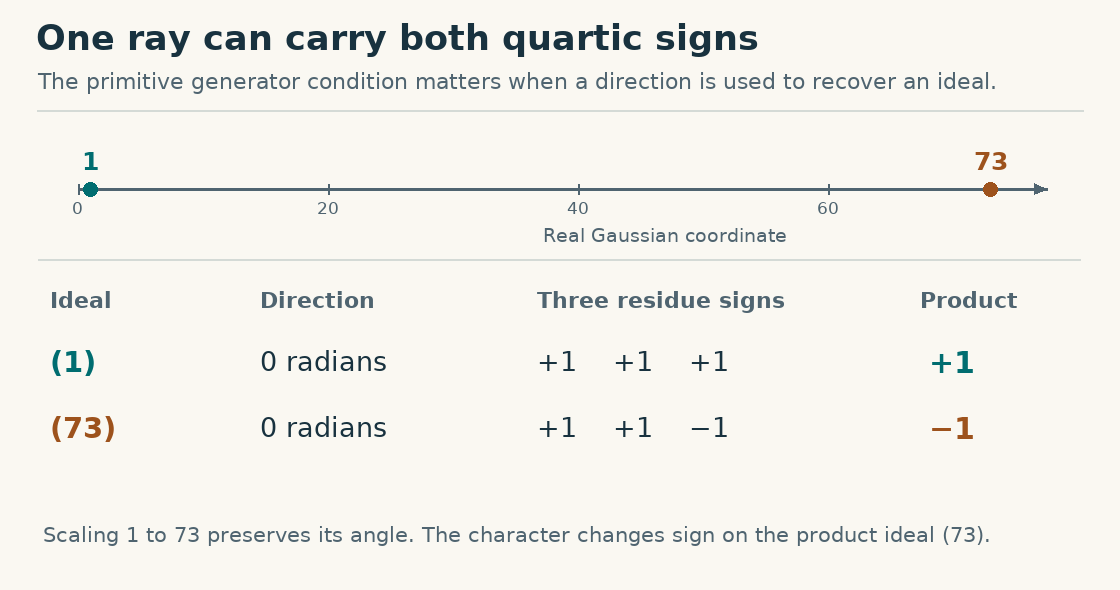 One ray can carry both quartic signs
The primitive generator condition matters when a direction is used to recover an ideal.
1 73
0 20 40 60
Real Gaussian coordinate
Ideal Direction Three residue signs Product
(1) 0 radians +1 +1 +1 +1
(73) 0 radians +1 +1 −1 −1
Scaling 1 to 73 preserves its angle. The character changes sign on the product ideal (73).